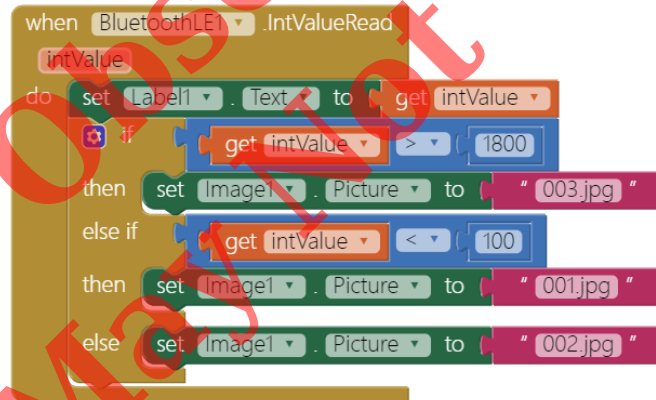 when BluetoothLE1 .IntValueRead
intValue
do set Label1 . Text to get intValue
if get intValue > 1800
then set Image1 . Picture to " 003.jpg "
else if get intValue < 100
then set Image1 . Picture to " 001.jpg "
else set Image1 . Picture to " 002.jpg "
May Not